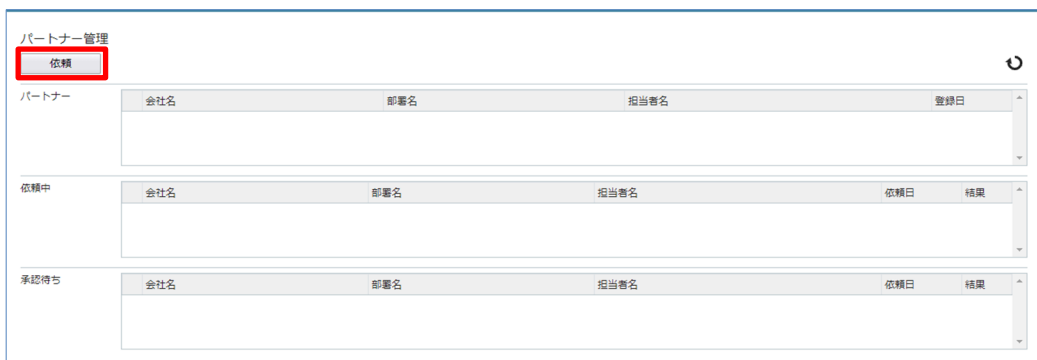 パートナー管理
依頼
パートナー 会社名 部署名 担当者名 登録日
依頼中 会社名 部署名 担当者名 依頼日 結果
承認待ち 会社名 部署名 担当者名 依頼日 結果